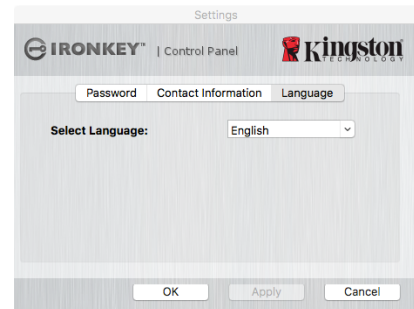 Settings
IRONKEY™ | Control Panel
Kingston
TECHNOLOGY
Password Contact Information Language
Select Language: English
OK Apply Cancel